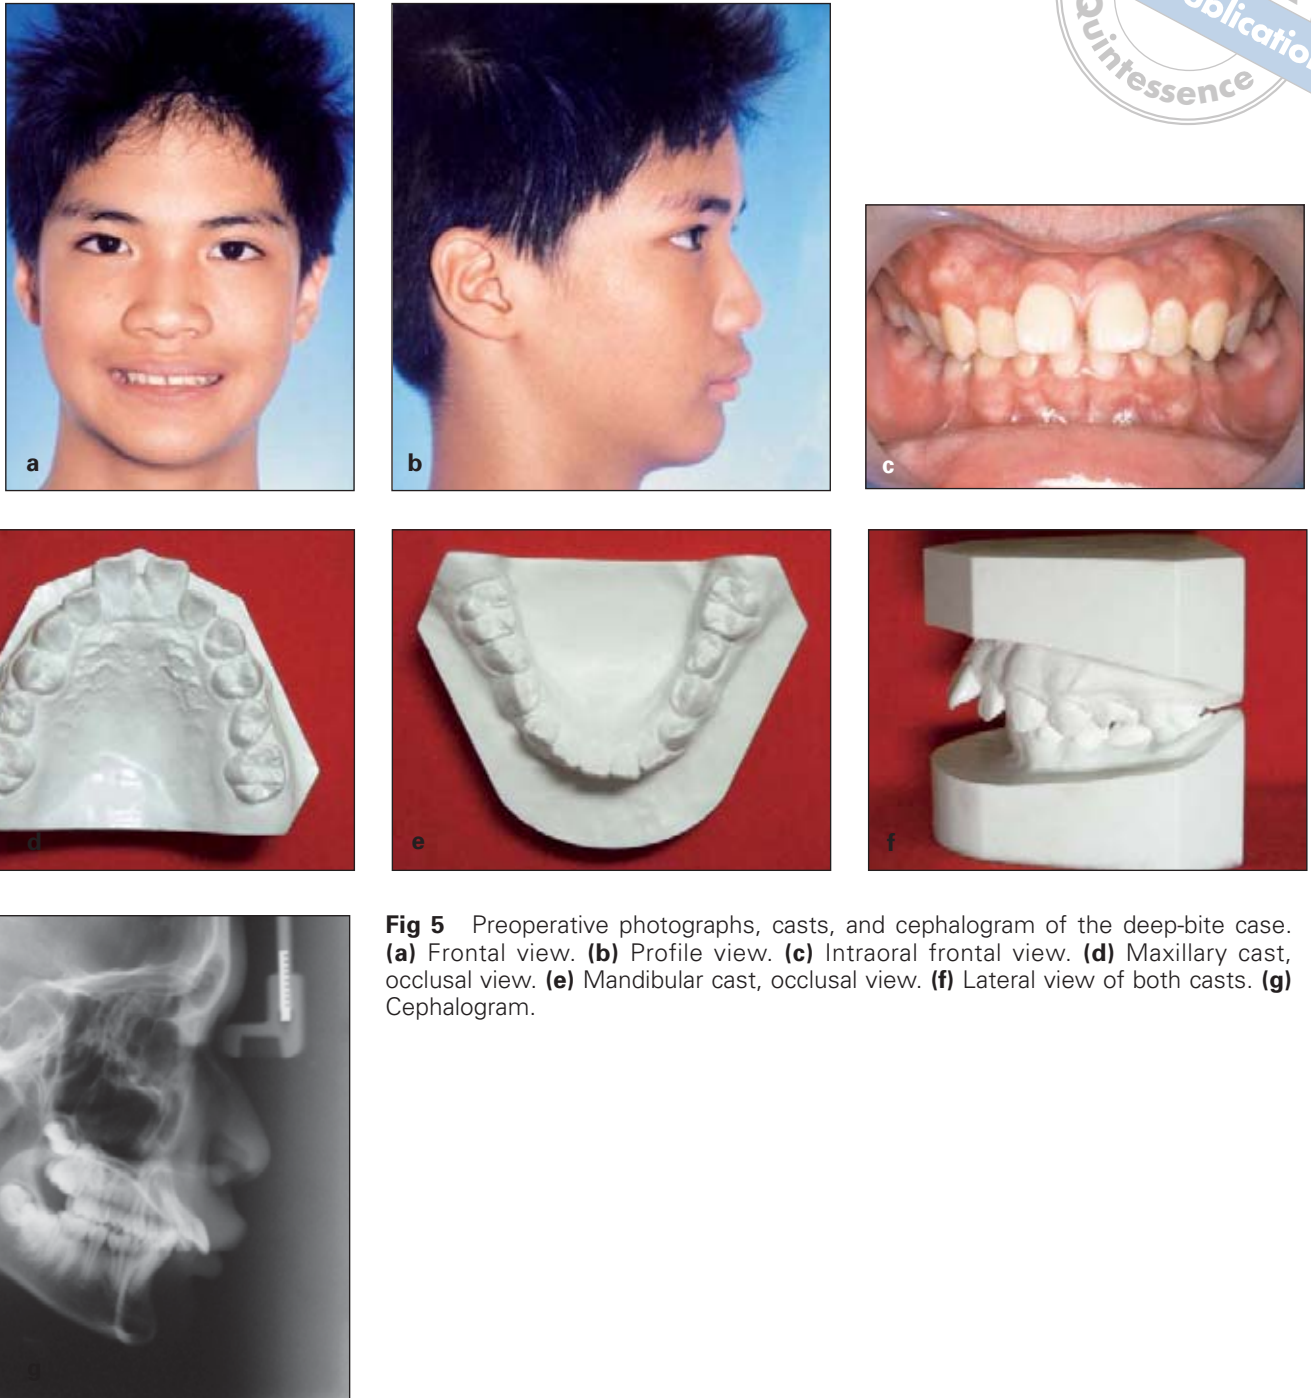 Quintessence
a
b
c
d
e
f
Fig 5 Preoperative photographs, casts, and cephalogram of the deep-bite case.
(a) Frontal view. (b) Profile view. (c) Intraoral frontal view. (d) Maxillary cast,
occlusal view. (e) Mandibular cast, occlusal view. (f) Lateral view of both casts. (g)
Cephalogram.
g